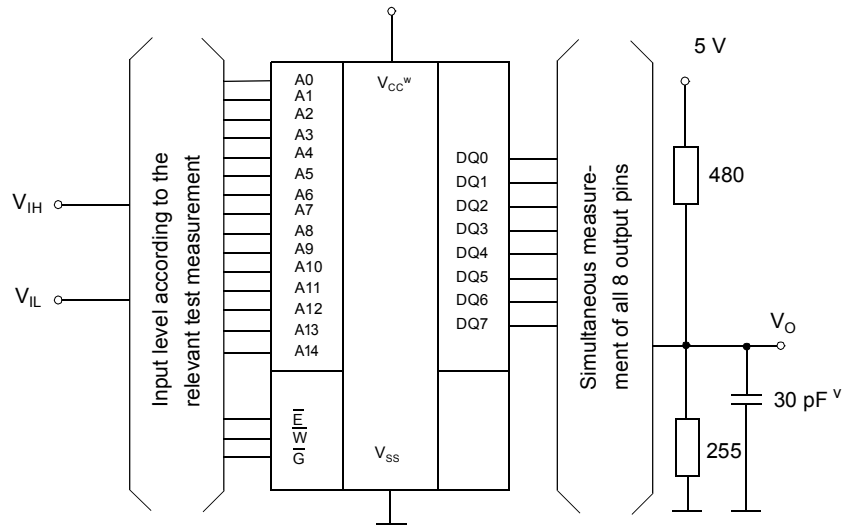 5 V
V_CC^w
A0
A1
A2
A3
A4
A5
A6
A7
A8
A9
A10
A11
A12
A13
A14
E̅
W̅
G̅
V_SS
DQ0
DQ1
DQ2
DQ3
DQ4
DQ5
DQ6
DQ7
V_IH
V_IL
Input level according to the
relevant test measurement
Simultaneous measure-
ment of all 8 output pins
480
V_O
30 pF ^v
255